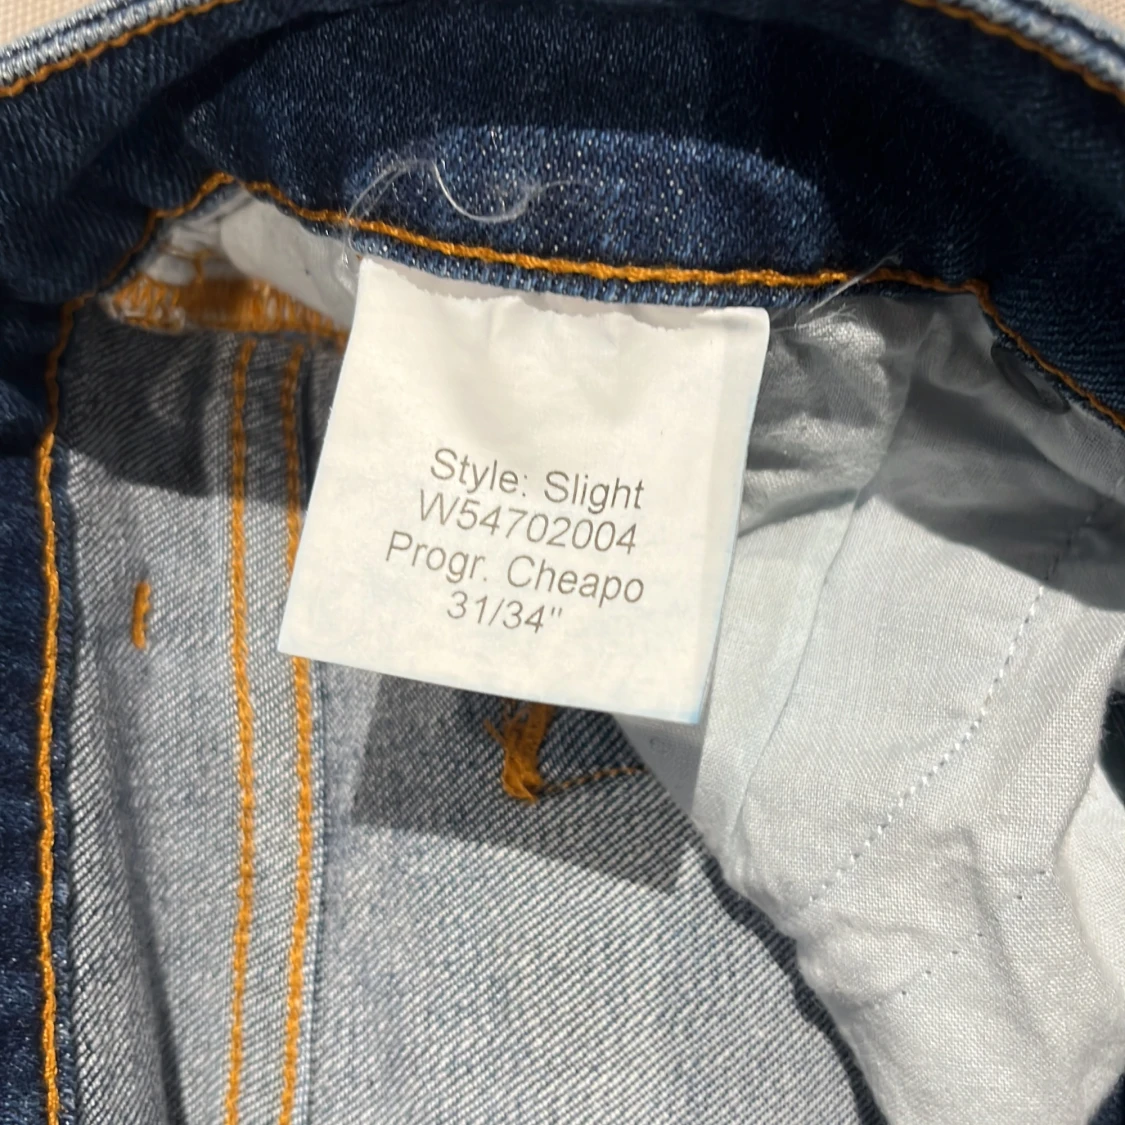 Style: Slight
W54702004
Progr. Cheapo
31/34"